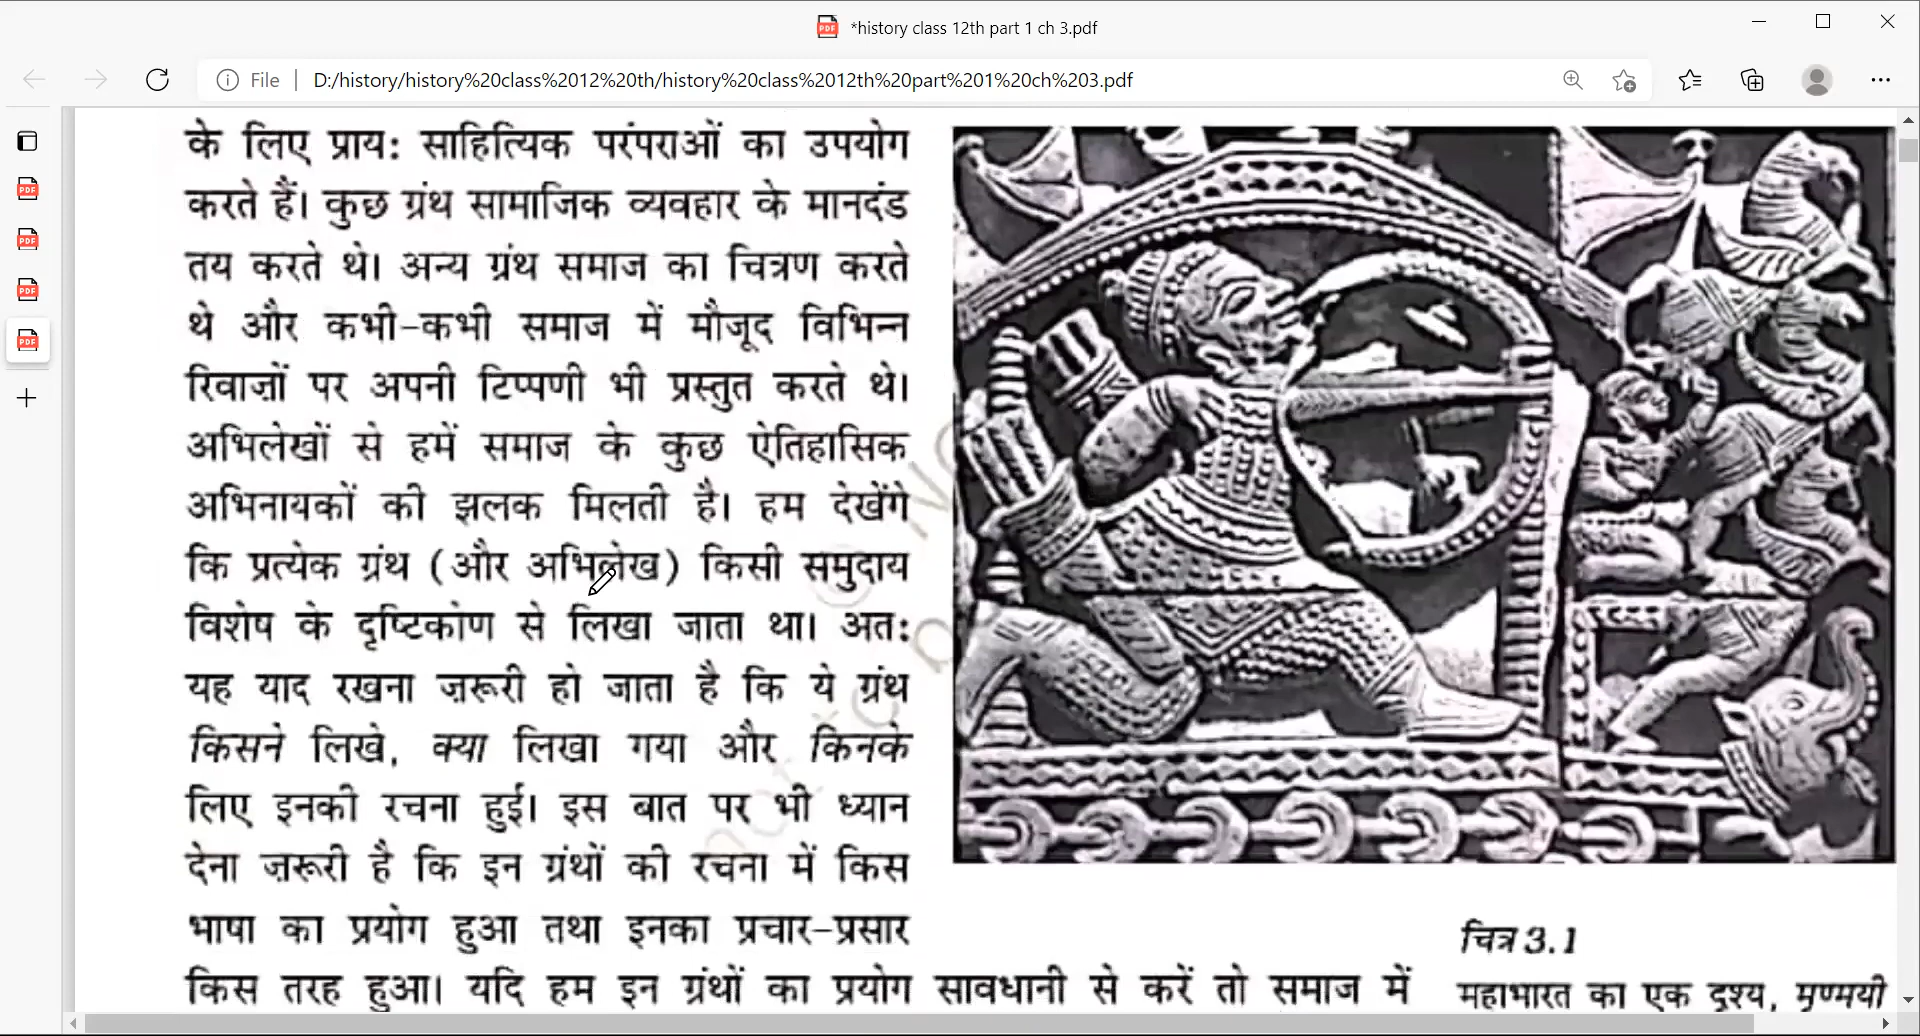 *history class 12th part 1 ch 3.pdf
File
D:/history/history%20class%2012%20th/history%20class%2012th%20part%201%20ch%203.pdf
के लिए प्राय: साहित्यिक परंपराओं का उपयोग
करते हैं। कुछ ग्रंथ सामाजिक व्यवहार के मानदंड
तय करते थे। अन्य ग्रंथ समाज का चित्रण करते
थे और कभी-कभी समाज में मौजूद विभिन्न
रिवाज़ों पर अपनी टिप्पणी भी प्रस्तुत करते थे।
अभिलेखों से हमें समाज के कुछ ऐतिहासिक
अभिनायकों की झलक मिलती है। हम देखेंगे
कि प्रत्येक ग्रंथ (और अभिलेख) किसी समुदाय
विशेष के दृष्टिकोण से लिखा जाता था। अत:
यह याद रखना ज़रूरी हो जाता है कि ये ग्रंथ
किसने लिखे, क्या लिखा गया और किनके
लिए इनकी रचना हुई। इस बात पर भी ध्यान
देना ज़रूरी है कि इन ग्रंथों की रचना में किस
भाषा का प्रयोग हुआ तथा इनका प्रचार-प्रसार
किस तरह हुआ। यदि हम इन ग्रंथों का प्रयोग सावधानी से करें तो समाज में
चित्र 3.1
महाभारत का एक दृश्य, मृण्मयी